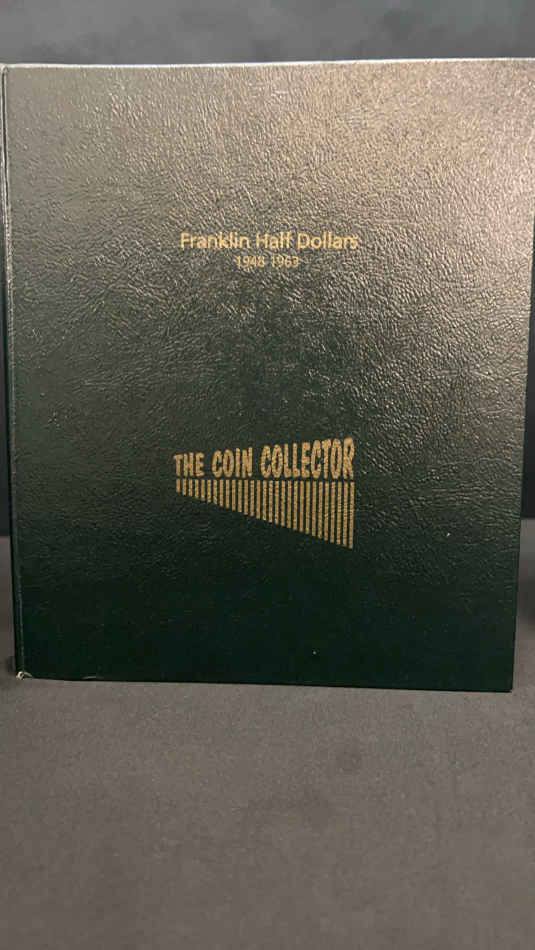 Franklin Half Dollars
1948 1963
THE COIN COLLECTOR